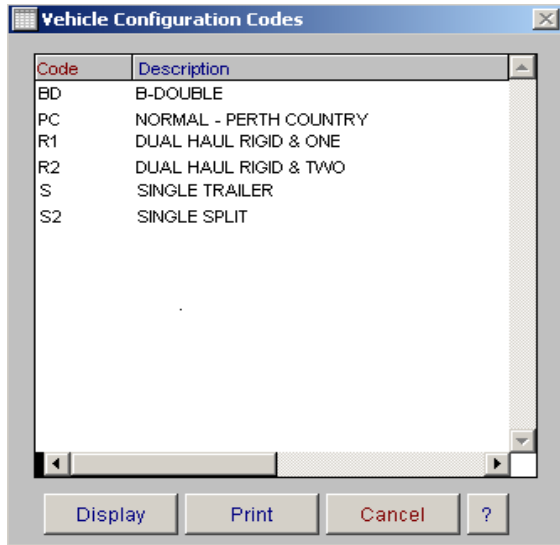 Vehicle Configuration Codes
Code Description
BD B-DOUBLE
PC NORMAL - PERTH COUNTRY
R1 DUAL HAUL RIGID & ONE
R2 DUAL HAUL RIGID & TWO
S SINGLE TRAILER
S2 SINGLE SPLIT
Display Print Cancel ?